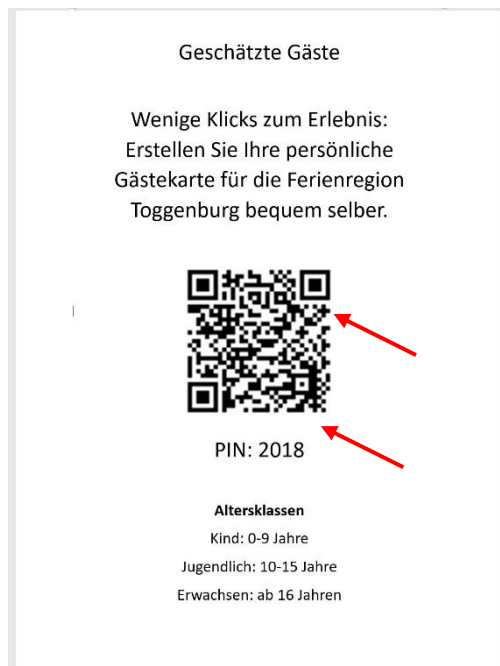 Geschätzte Gäste
Wenige Klicks zum Erlebnis:
Erstellen Sie Ihre persönliche
Gästekarte für die Ferienregion
Toggenburg bequem selber.
PIN: 2018
Altersklassen
Kind: 0-9 Jahre
Jugendlich: 10-15 Jahre
Erwachsen: ab 16 Jahren